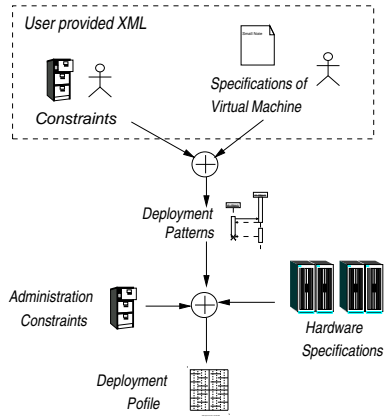 User provided XML
Specifications of
Virtual Machine
Constraints
Deployment
Patterns
Administration
Constraints
Hardware
Specifications
Deployment
Pofile